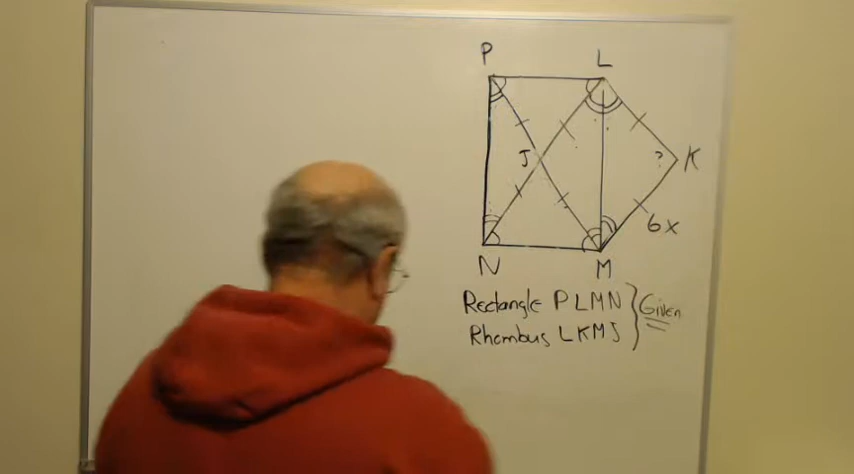 P L
J ? K
6x
N M
Rectangle PLMN
Rhombus LKMJ
Given